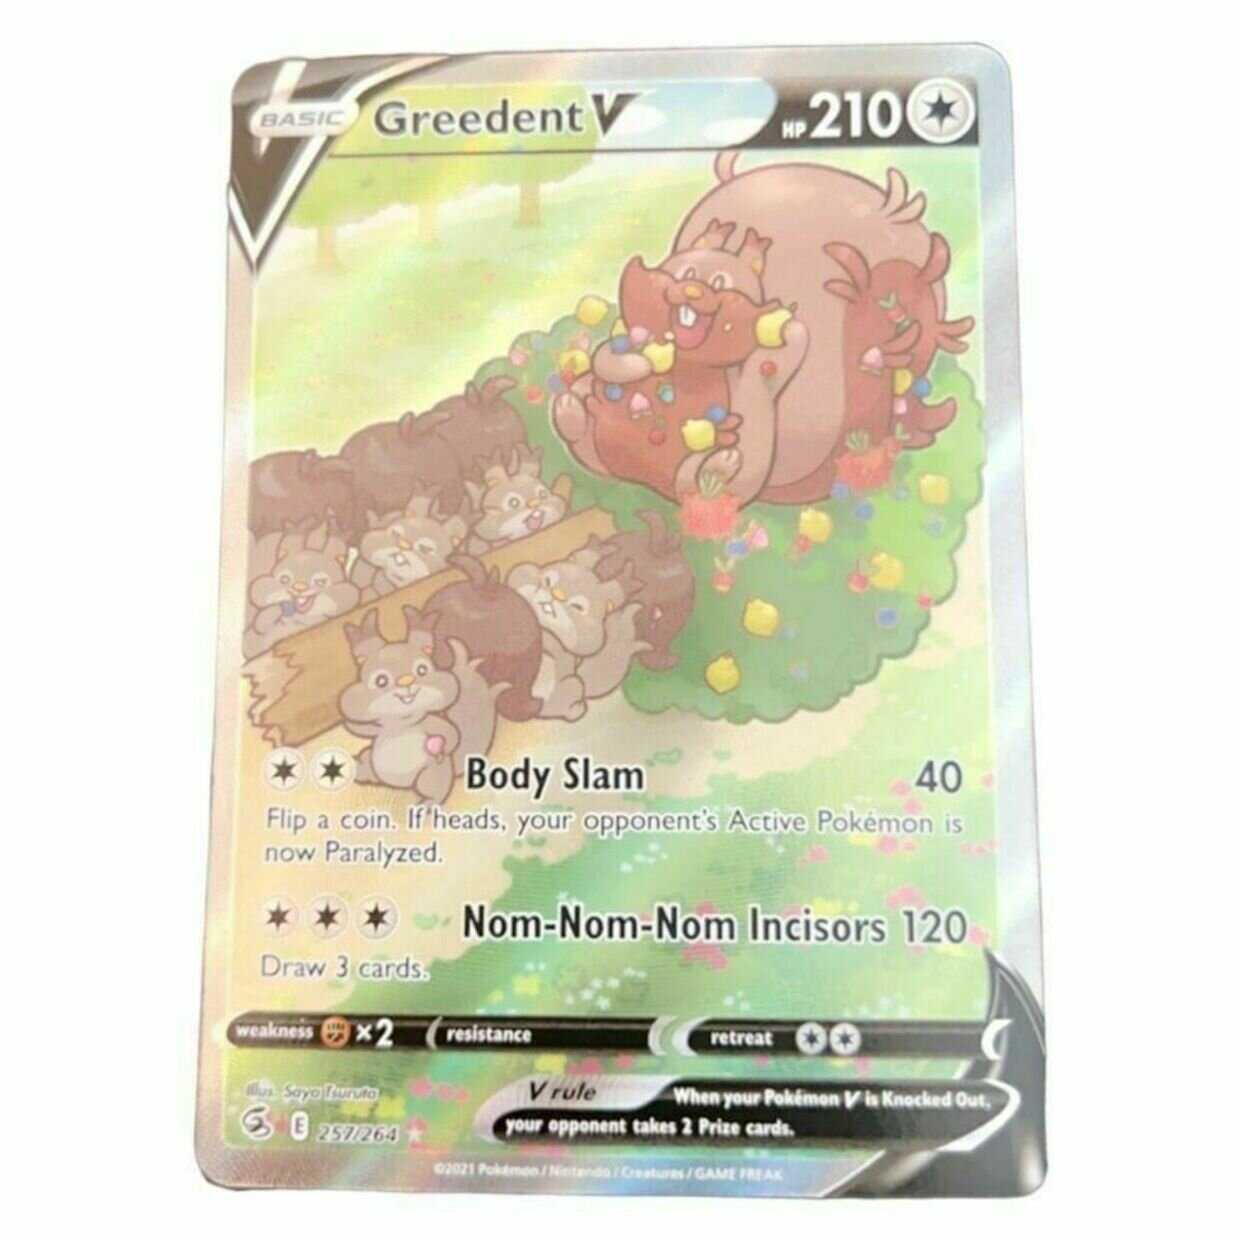 BASIC Greedent V HP 210
Body Slam 40
Flip a coin. If heads, your opponent's Active Pokémon is
now Paralyzed.
Nom-Nom-Nom Incisors 120
Draw 3 cards.
weakness ×2 resistance retreat
Illus. Saya Tsuruta
V rule When your Pokémon V is Knocked Out,
your opponent takes 2 Prize cards.
E 257/264
©2021 Pokémon / Nintendo / Creatures / GAME FREAK